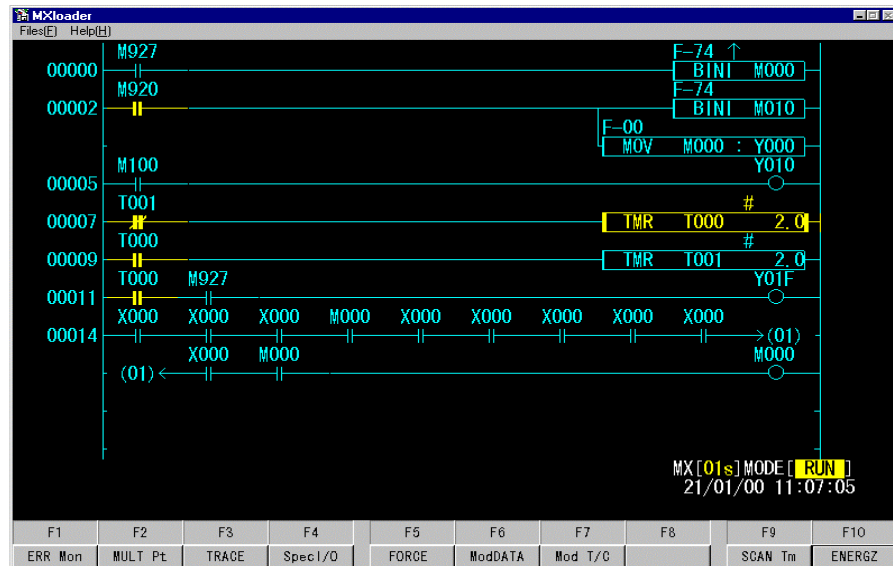 MXloader
Files[F] Help[H]
M927 F-74 ↑
00000 BINI M000
M920 F-74
00002 BINI M010
F-00
MOV M000 : Y000
M100 Y010
00005
T001 #
00007 TMR T000 2.0
T000 #
00009 TMR T001 2.0
T000 M927 Y01F
00011
X000 X000 X000 M000 X000 X000 X000 X000 X000
00014 →(01)
X000 M000 M000
(01)←
MX[01s]MODE[ RUN ]
21/01/00 11:07:05
F1 F2 F3 F4 F5 F6 F7 F8 F9 F10
ERR Mon MULT Pt TRACE SpecI/O FORCE ModDATA Mod T/C SCAN Tm ENERGZ